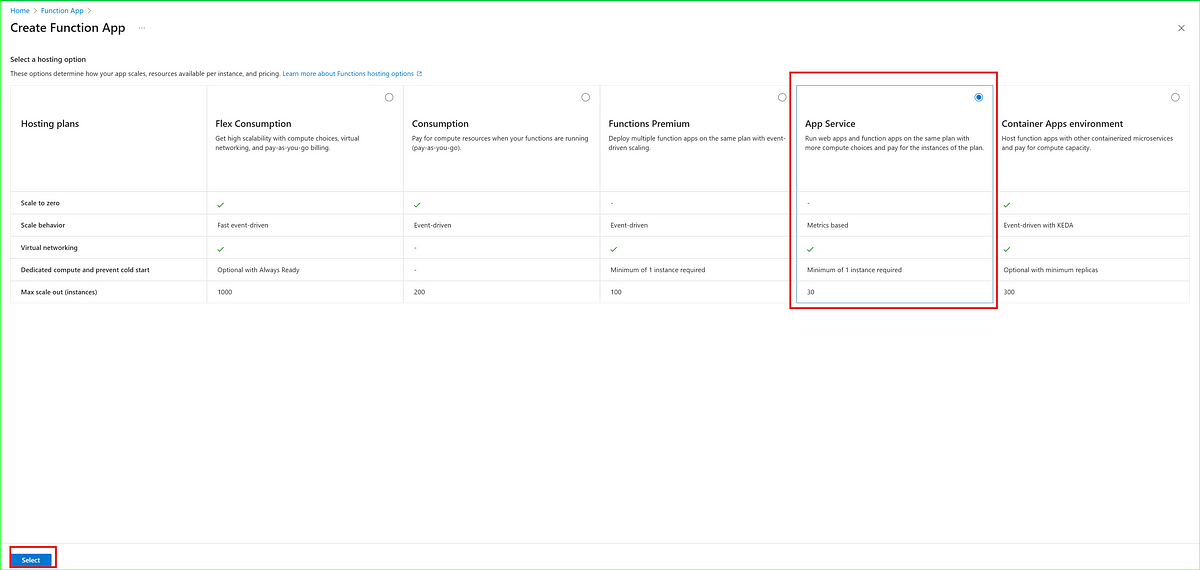 Home > Function App >
Create Function App ...
Select a hosting option
These options determine how your app scales, resources available per instance, and pricing. Learn more about Functions hosting options
Hosting plans
Flex Consumption
Get high scalability with compute choices, virtual
networking, and pay-as-you-go billing.
Consumption
Pay for compute resources when your functions are running
(pay-as-you-go).
Functions Premium
Deploy multiple function apps on the same plan with event-
driven scaling.
App Service
Run web apps and function apps on the same plan with
more compute choices and pay for the instances of the plan.
Container Apps environment
Host function apps with other containerized microservices
and pay for compute capacity.
Scale to zero ✓ ✓ - - ✓
Scale behavior Fast event-driven Event-driven Event-driven Metrics based Event-driven with KEDA
Virtual networking ✓ - ✓ ✓ ✓
Dedicated compute and prevent cold start Optional with Always Ready - Minimum of 1 instance required Minimum of 1 instance required Optional with minimum replicas
Max scale out (instances) 1000 200 100 30 300
Select